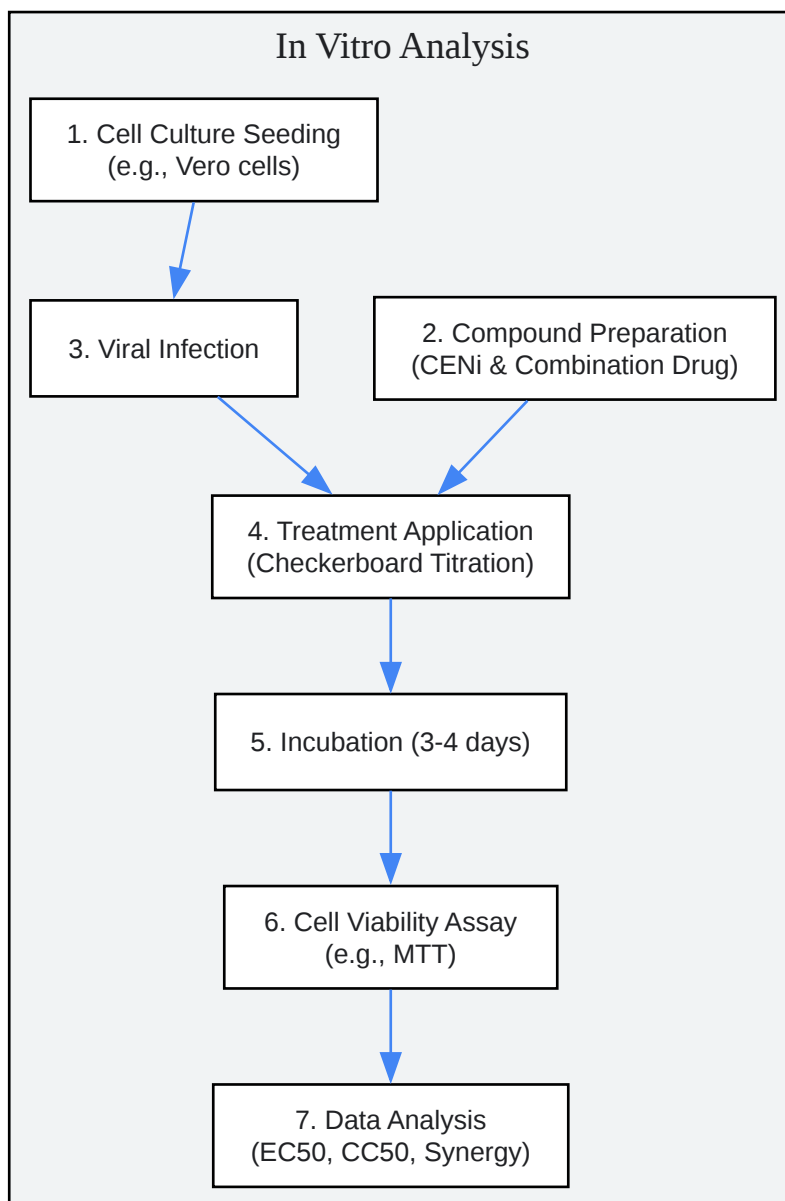 In Vitro Analysis
1. Cell Culture Seeding
(e.g., Vero cells)
3. Viral Infection
2. Compound Preparation
(CENi & Combination Drug)
4. Treatment Application
(Checkerboard Titration)
5. Incubation (3-4 days)
6. Cell Viability Assay
(e.g., MTT)
7. Data Analysis
(EC50, CC50, Synergy)